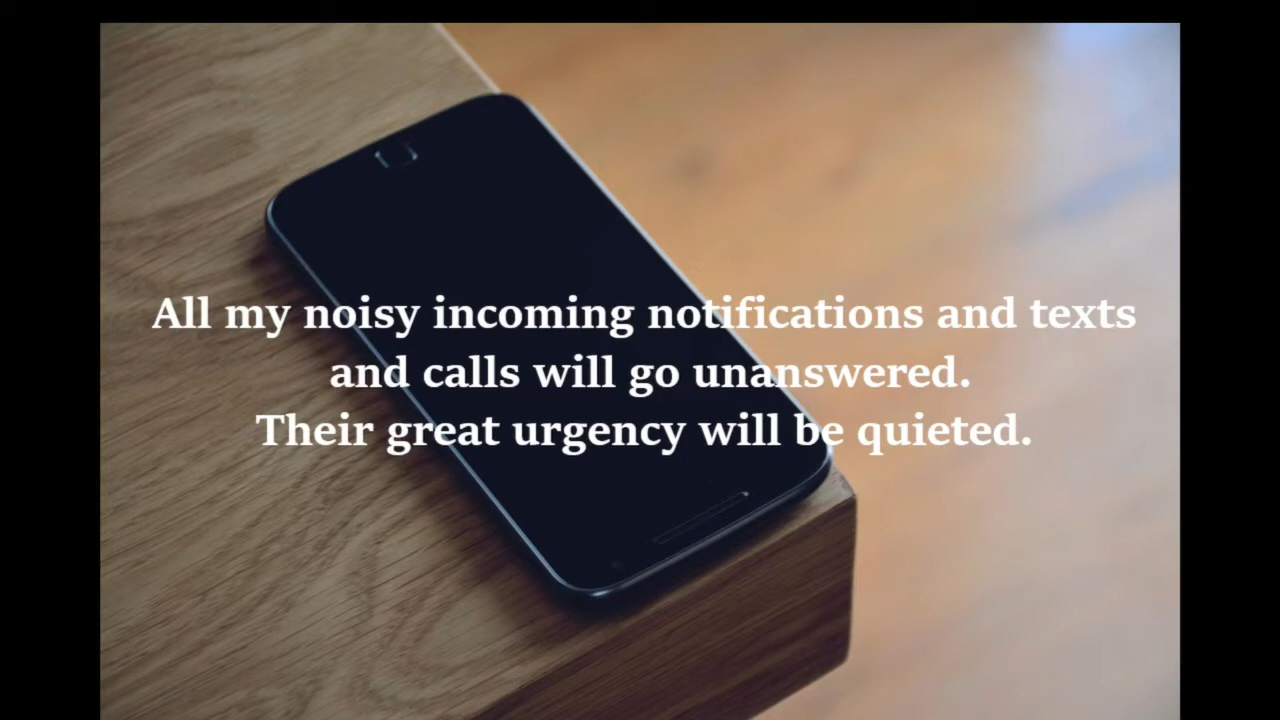 All my noisy incoming notifications and texts
and calls will go unanswered.
Their great urgency will be quieted.